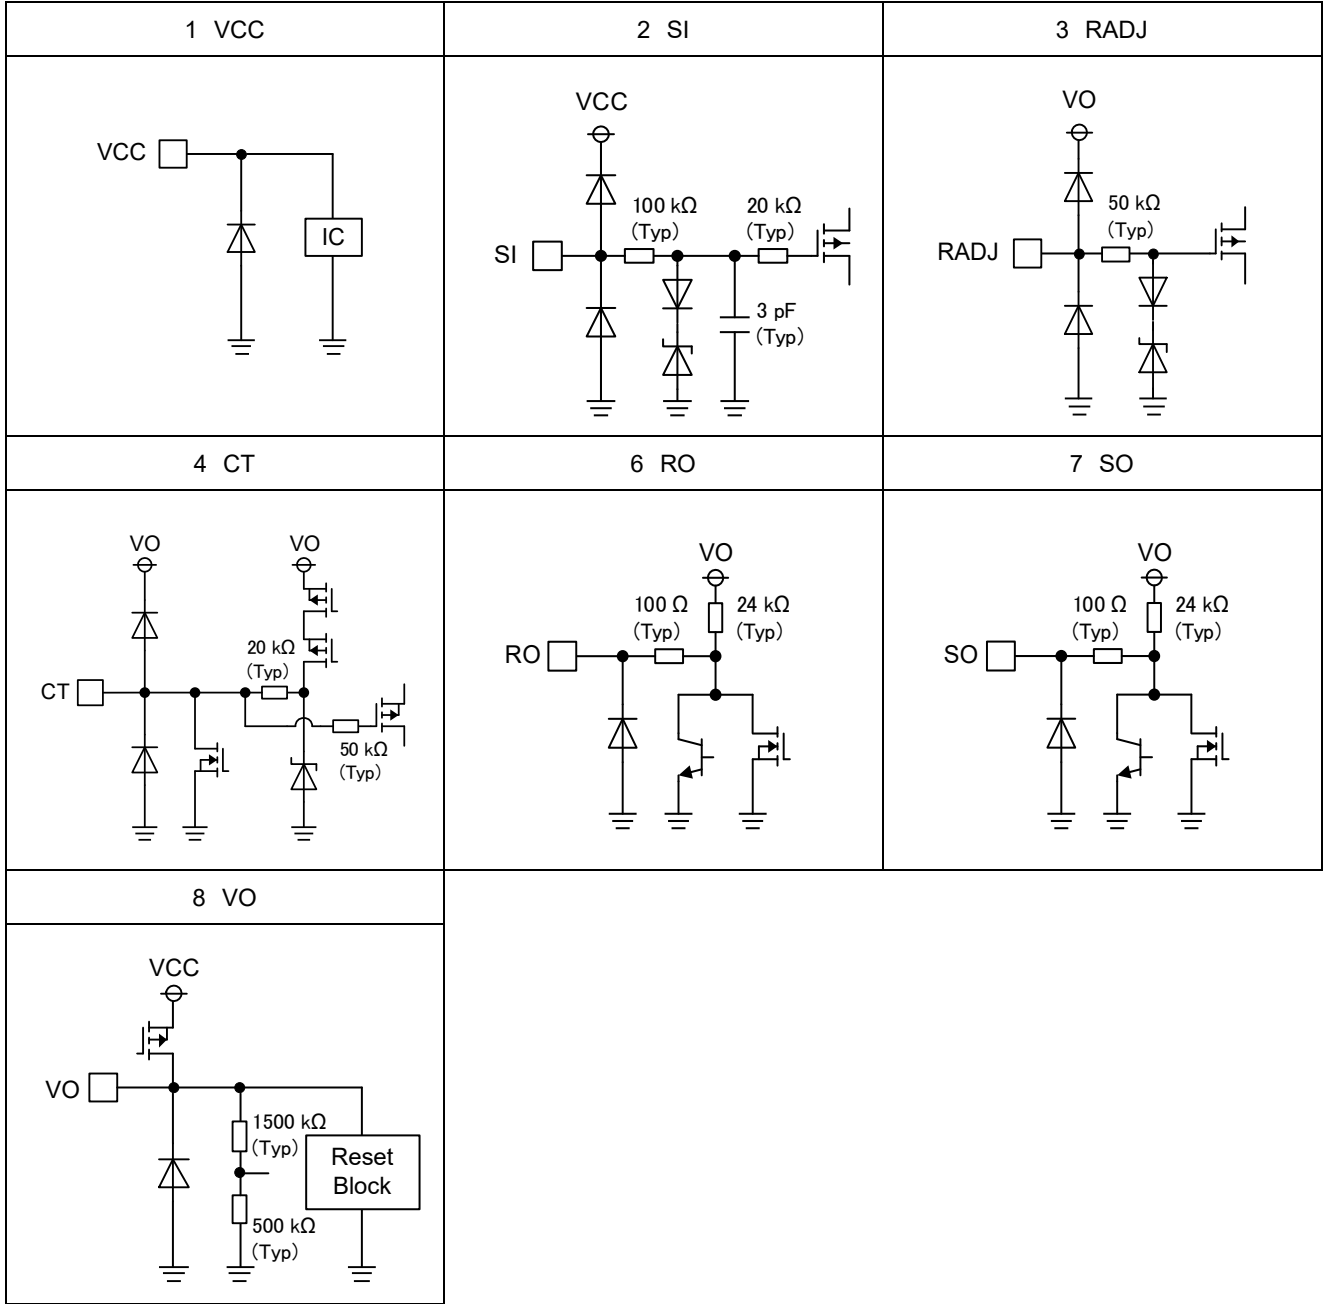 1 VCC
2 SI
3 RADJ
VCC
IC
VCC
SI
100 kΩ
(Typ)
20 kΩ
(Typ)
3 pF
(Typ)
VO
RADJ
50 kΩ
(Typ)
4 CT
6 RO
7 SO
VO
VO
CT
20 kΩ
(Typ)
50 kΩ
(Typ)
VO
RO
100 Ω
(Typ)
24 kΩ
(Typ)
VO
SO
100 Ω
(Typ)
24 kΩ
(Typ)
8 VO
VCC
VO
1500 kΩ
(Typ)
500 kΩ
(Typ)
Reset
Block